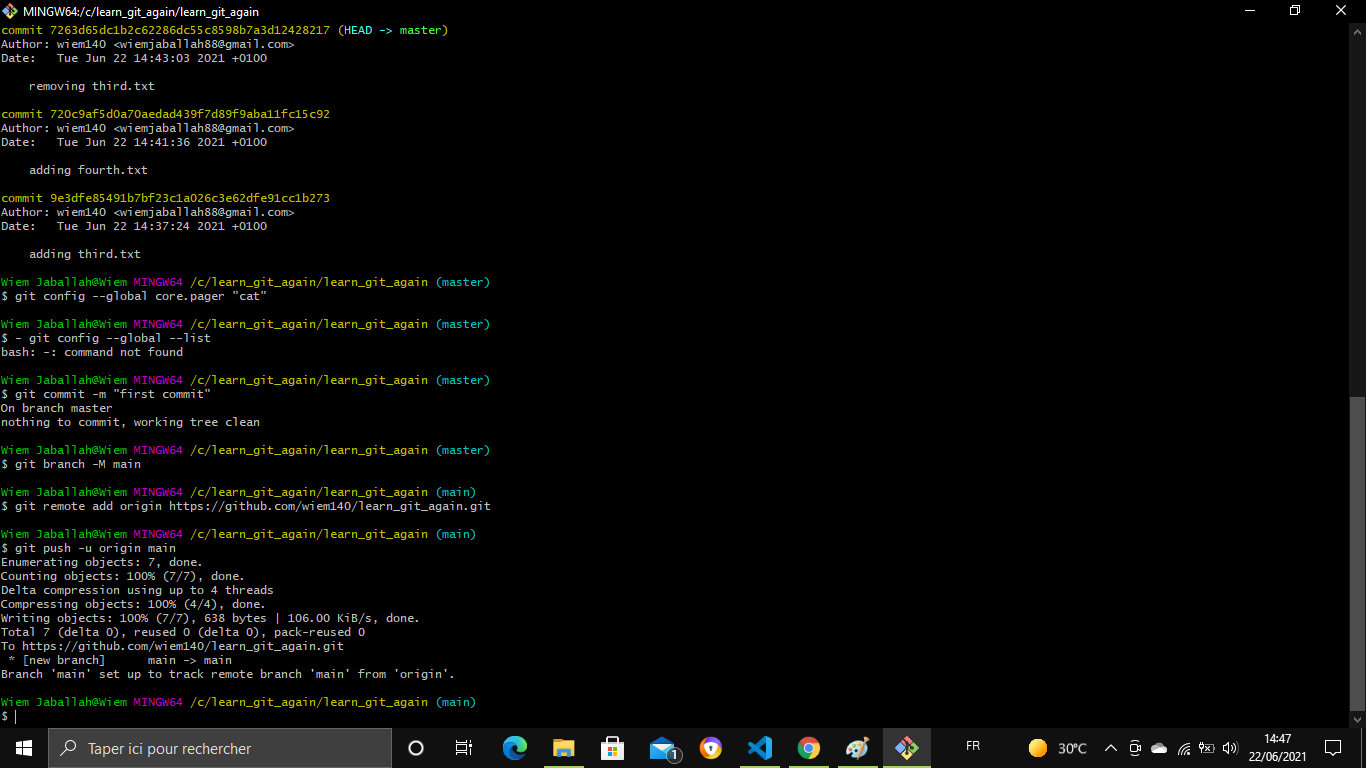 MINGW64:/c/learn_git_again/learn_git_again
commit 7263d65dc1b2c62286dc55c8598b7a3d12428217 (HEAD -> master)
Author: wiem140 <wiemjaballah88@gmail.com>
Date:   Tue Jun 22 14:43:03 2021 +0100
    removing third.txt
commit 720c9af5d0a70aedad439f7d89f9aba11fc15c92
Author: wiem140 <wiemjaballah88@gmail.com>
Date:   Tue Jun 22 14:41:36 2021 +0100
    adding fourth.txt
commit 9e3dfe85491b7bf23c1a026c3e62dfe91cc1b273
Author: wiem140 <wiemjaballah88@gmail.com>
Date:   Tue Jun 22 14:37:24 2021 +0100
    adding third.txt
Wiem Jaballah@Wiem MINGW64 /c/learn_git_again/learn_git_again (master)
$ git config --global core.pager "cat"
Wiem Jaballah@Wiem MINGW64 /c/learn_git_again/learn_git_again (master)
$ - git config --global --list
bash: -: command not found
Wiem Jaballah@Wiem MINGW64 /c/learn_git_again/learn_git_again (master)
$ git commit -m "first commit"
On branch master
nothing to commit, working tree clean
Wiem Jaballah@Wiem MINGW64 /c/learn_git_again/learn_git_again (master)
$ git branch -M main
Wiem Jaballah@Wiem MINGW64 /c/learn_git_again/learn_git_again (main)
$ git remote add origin https://github.com/wiem140/learn_git_again.git
Wiem Jaballah@Wiem MINGW64 /c/learn_git_again/learn_git_again (main)
$ git push -u origin main
Enumerating objects: 7, done.
Counting objects: 100% (7/7), done.
Delta compression using up to 4 threads
Compressing objects: 100% (4/4), done.
Writing objects: 100% (7/7), 638 bytes | 106.00 KiB/s, done.
Total 7 (delta 0), reused 0 (delta 0), pack-reused 0
To https://github.com/wiem140/learn_git_again.git
 * [new branch]      main -> main
Branch 'main' set up to track remote branch 'main' from 'origin'.
Wiem Jaballah@Wiem MINGW64 /c/learn_git_again/learn_git_again (main)
$
Taper ici pour rechercher
1
FR
30°C
14:47
22/06/2021